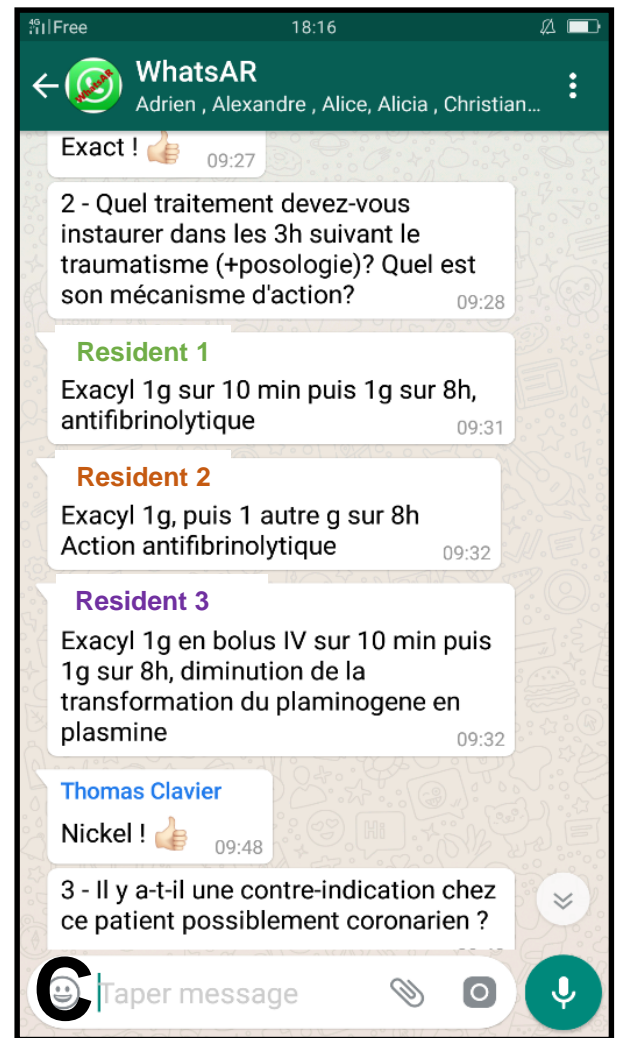 4G Free 18:16
WhatsAR
Adrien , Alexandre , Alice, Alicia , Christian...
Exact ! 👍🏻 09:27
2 - Quel traitement devez-vous
instaurer dans les 3h suivant le
traumatisme (+posologie)? Quel est
son mécanisme d'action? 09:28
Resident 1
Exacyl 1g sur 10 min puis 1g sur 8h,
antifibrinolytique 09:31
Resident 2
Exacyl 1g, puis 1 autre g sur 8h
Action antifibrinolytique 09:32
Resident 3
Exacyl 1g en bolus IV sur 10 min puis
1g sur 8h, diminution de la
transformation du plaminogene en
plasmine 09:32
Thomas Clavier
Nickel ! 👍🏻 09:48
3 - Il y a-t-il une contre-indication chez
ce patient possiblement coronarien ?
C Taper message